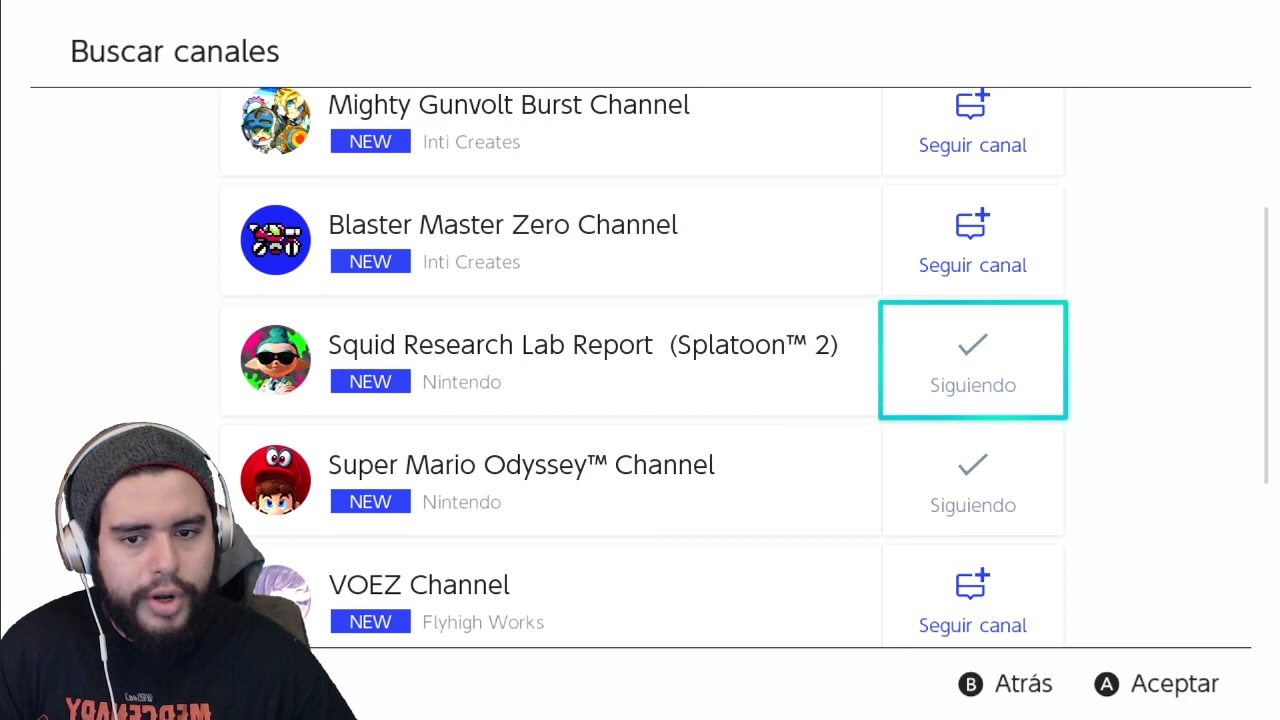 Buscar canales
Mighty Gunvolt Burst Channel
NEW Inti Creates
Seguir canal
Blaster Master Zero Channel
NEW Inti Creates
Seguir canal
Squid Research Lab Report (Splatoon™ 2)
NEW Nintendo
Siguiendo
Super Mario Odyssey™ Channel
NEW Nintendo
Siguiendo
VOEZ Channel
NEW Flyhigh Works
Seguir canal
B Atrás A Aceptar
MERCENARY